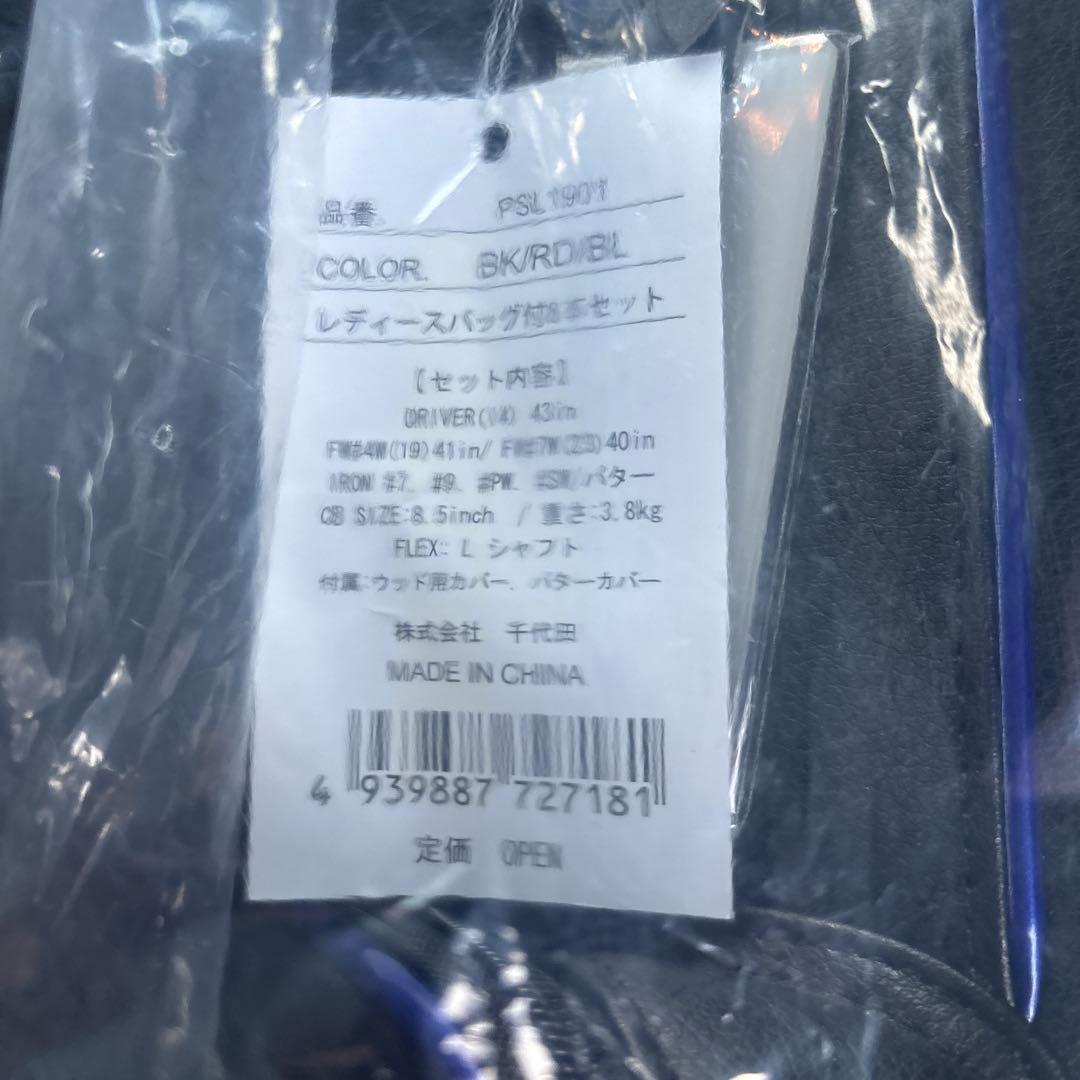 品番. PSL1901
COLOR. BK/RD/BL
レディースバッグ付8本セット
【セット内容】
DRIVER(14) 43in
FW#4W(19)41in/ FW#7W(23)40in
IRON #7、#9、#PW、#SW/パター
CB SIZE:8.5inch / 重さ:3.8kg
FLEX: L シャフト
付属:ウッド用カバー、パターカバー
株式会社 千代田
MADE IN CHINA
4 939887 727181
定価 OPEN